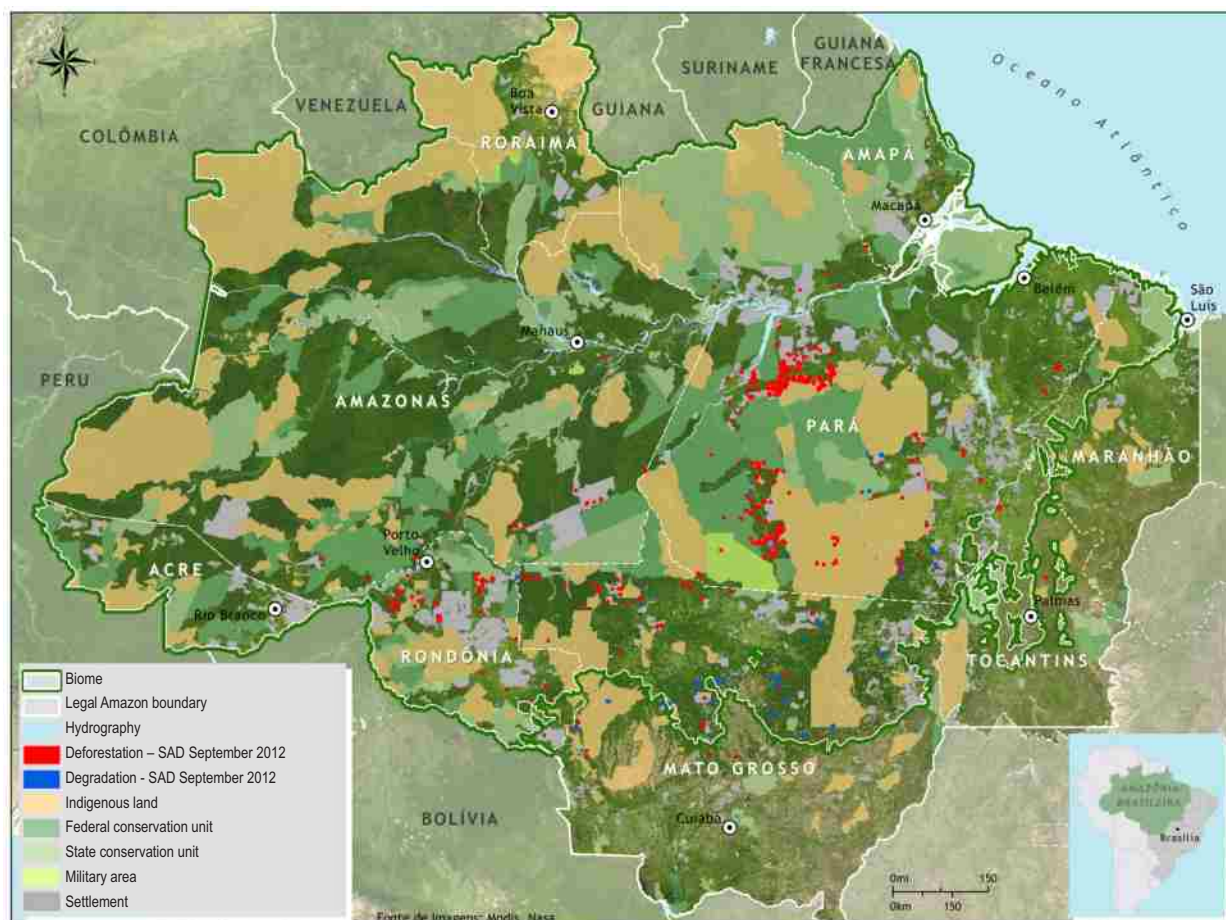 GUIANA
FRANCESA
SURINAME
Oceano Atlântico
VENEZUELA
Boa
Vista
GUIANA
COLÔMBIA
RORAIMA
AMAPÁ
Macapá
Belém
São
Luis
Manaus
PERU
AMAZONAS
PARÁ
MARANHÃO
Porto
Velho
ACRE
Rio Branco
Palmas
RONDÔNIA
TOCANTINS
Biome
Legal Amazon boundary
Hydrography
Deforestation – SAD September 2012
Degradation - SAD September 2012
Indigenous land
Federal conservation unit
State conservation unit
Military area
Settlement
MATO GROSSO
BOLÍVIA
Cuiabá
AMAZÔNIA
BRASILEIRA
Brasília
0mi 150
0km 150
Fonte de Imagens: Modis, Nasa